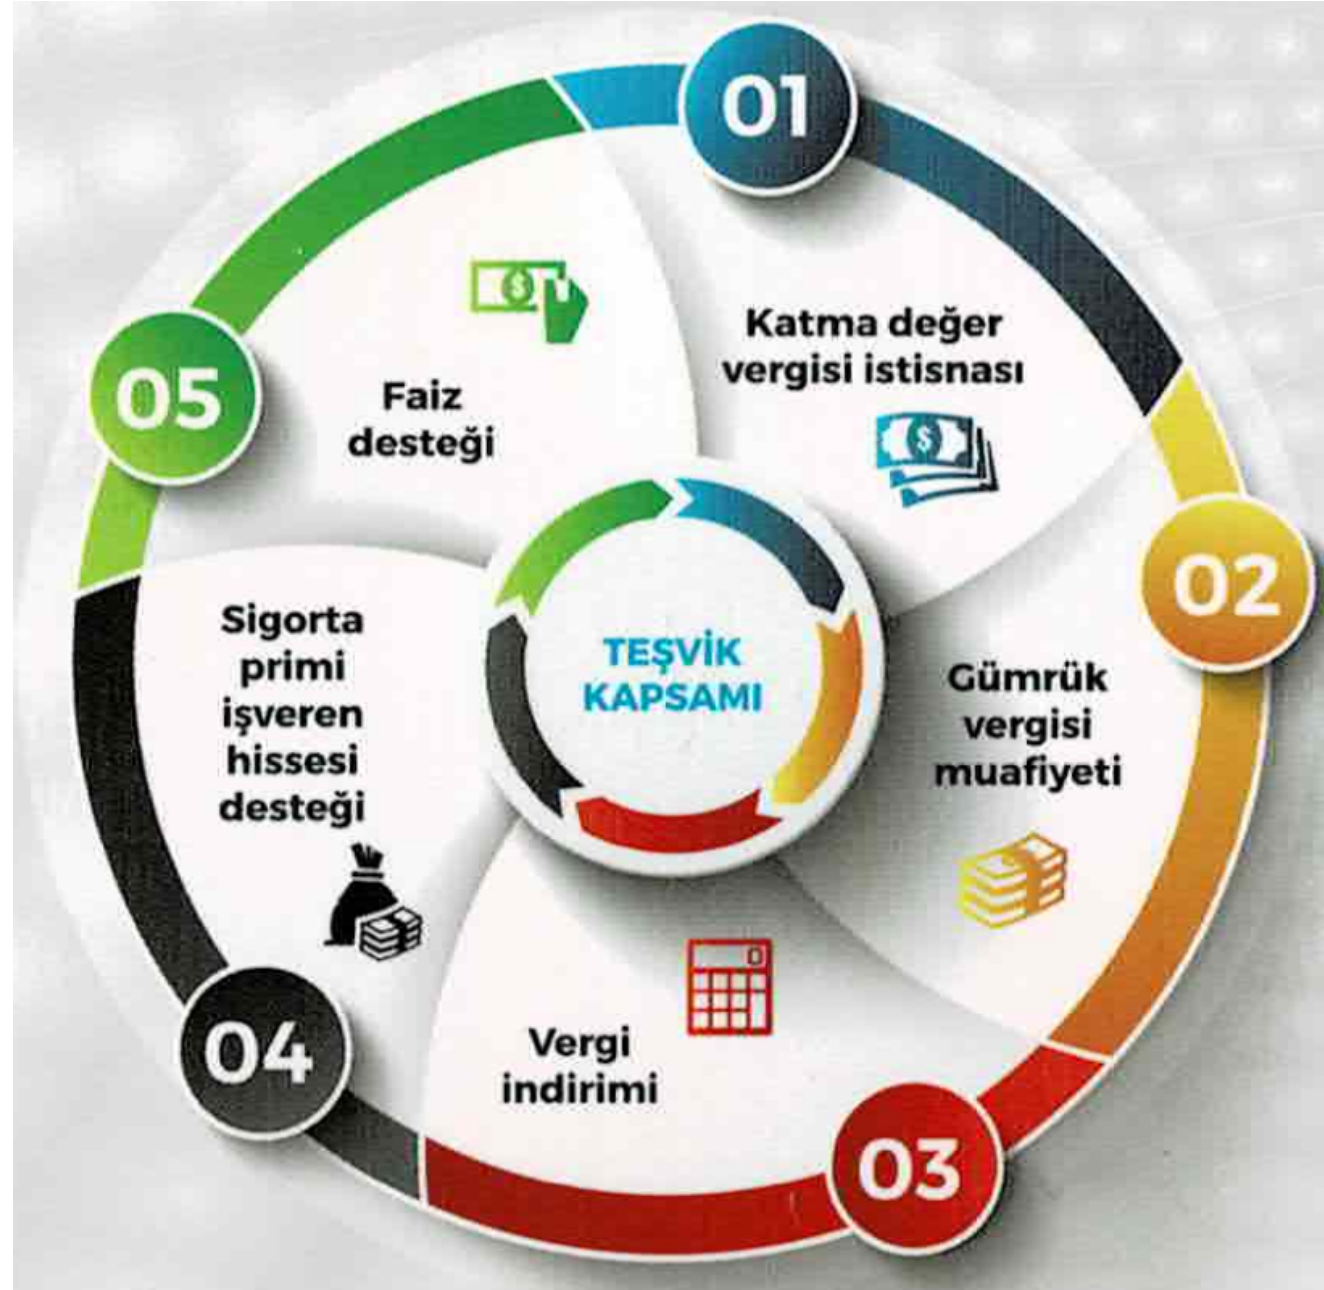 TEŞVİK
KAPSAMI
01
Katma değer
vergisi istisnası
02
Gümrük
vergisi
muafiyeti
03
Vergi
indirimi
04
Sigorta
primi
işveren
hissesi
desteği
05
Faiz
desteği